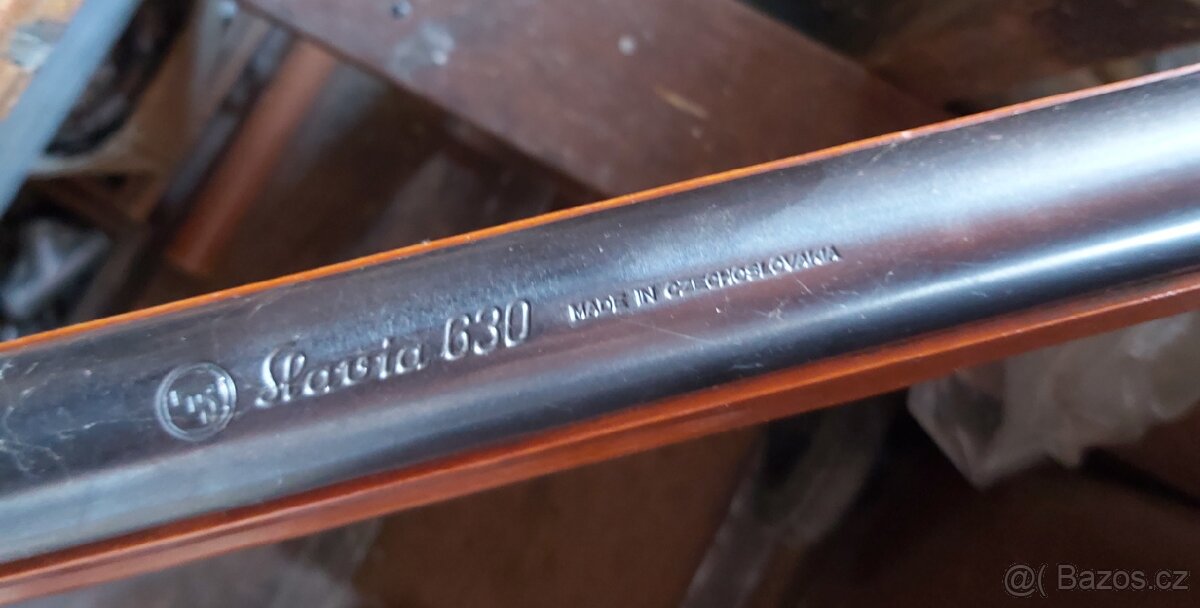 Slavia 630 MADE IN CZECHOSLOVAKIA
@( Bazos.cz